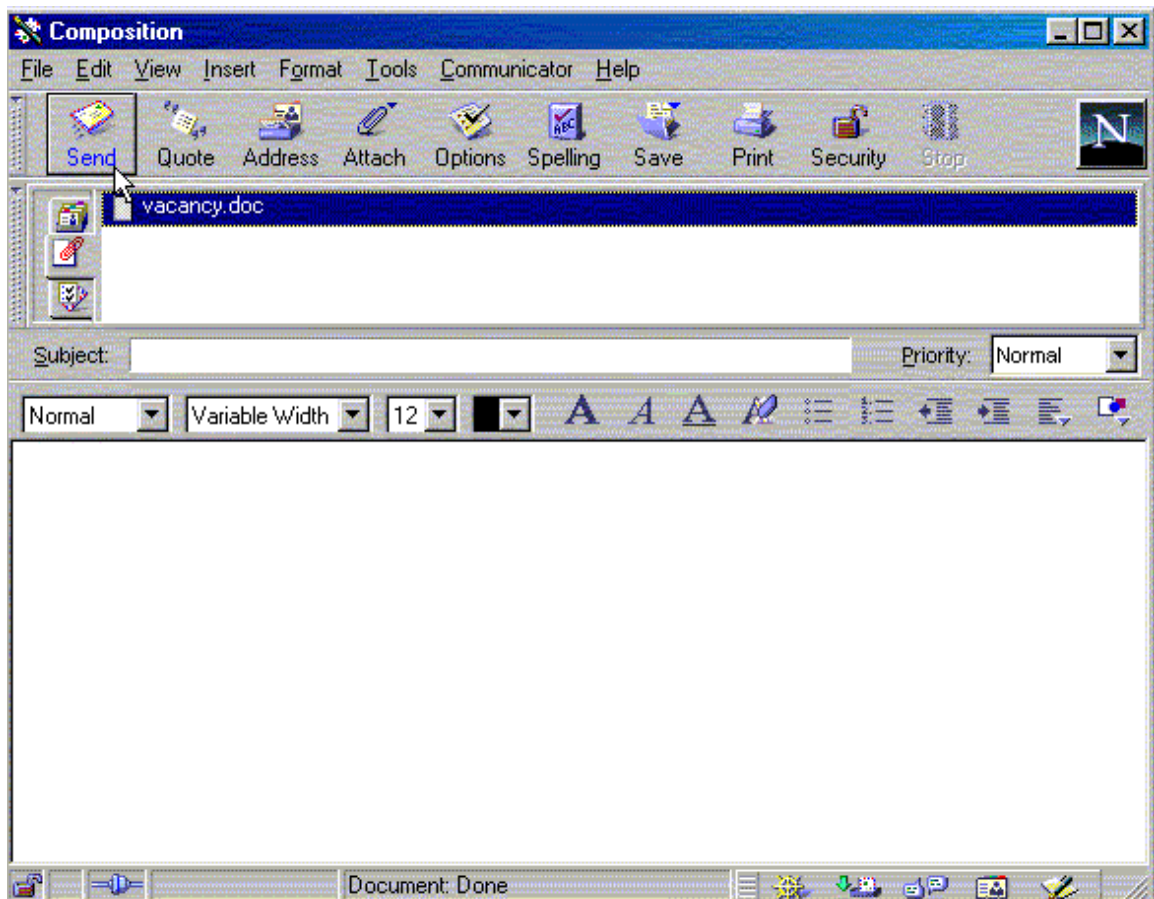 Composition
File Edit View Insert Format Tools Communicator Help
Send Quote Address Attach Options Spelling Save Print Security Stop
N
vacancy.doc
Subject: Priority: Normal
Normal Variable Width 12 A A A
Document: Done